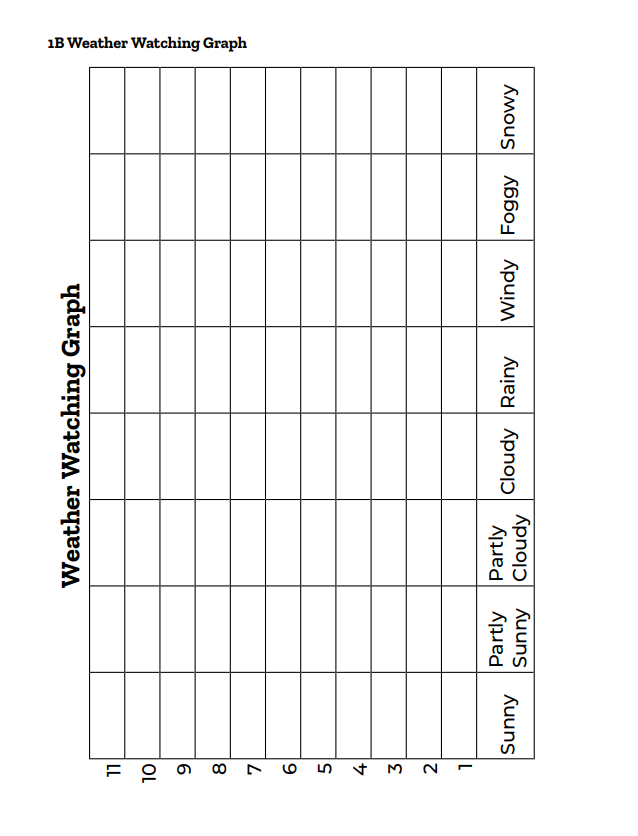 1B Weather Watching Graph
Weather Watching Graph
11
10
9
8
7
6
5
4
3
2
1
Sunny
Partly
Sunny
Partly
Cloudy
Cloudy
Rainy
Windy
Foggy
Snowy